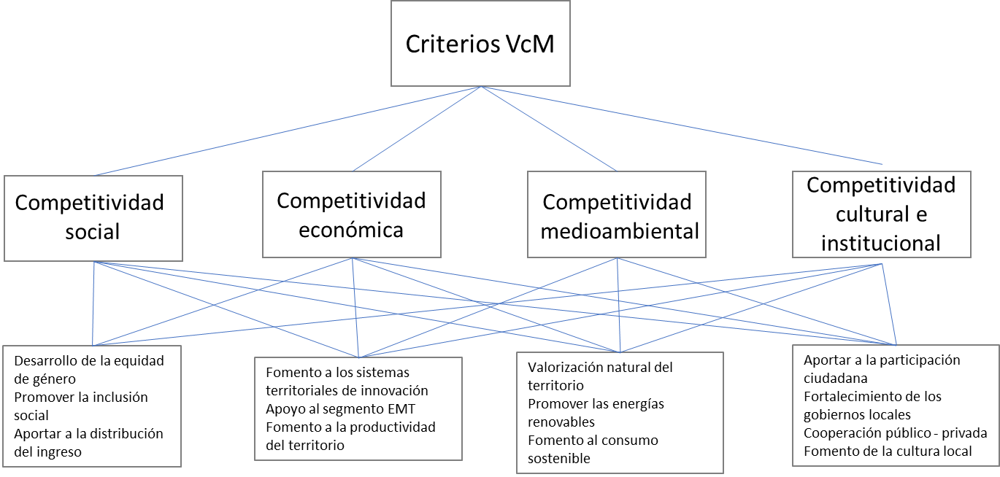 Criterios VcM
Competitividad
social
Competitividad
económica
Competitividad
medioambiental
Competitividad
cultural e
institucional
Desarrollo de la equidad
de género
Promover la inclusión
social
Aportar a la distribución
del ingreso
Fomento a los sistemas
territoriales de innovación
Apoyo al segmento EMT
Fomento a la productividad
del territorio
Valorización natural del
territorio
Promover las energías
renovables
Fomento al consumo
sostenible
Aportar a la participación
ciudadana
Fortalecimiento de los
gobiernos locales
Cooperación público - privada
Fomento de la cultura local